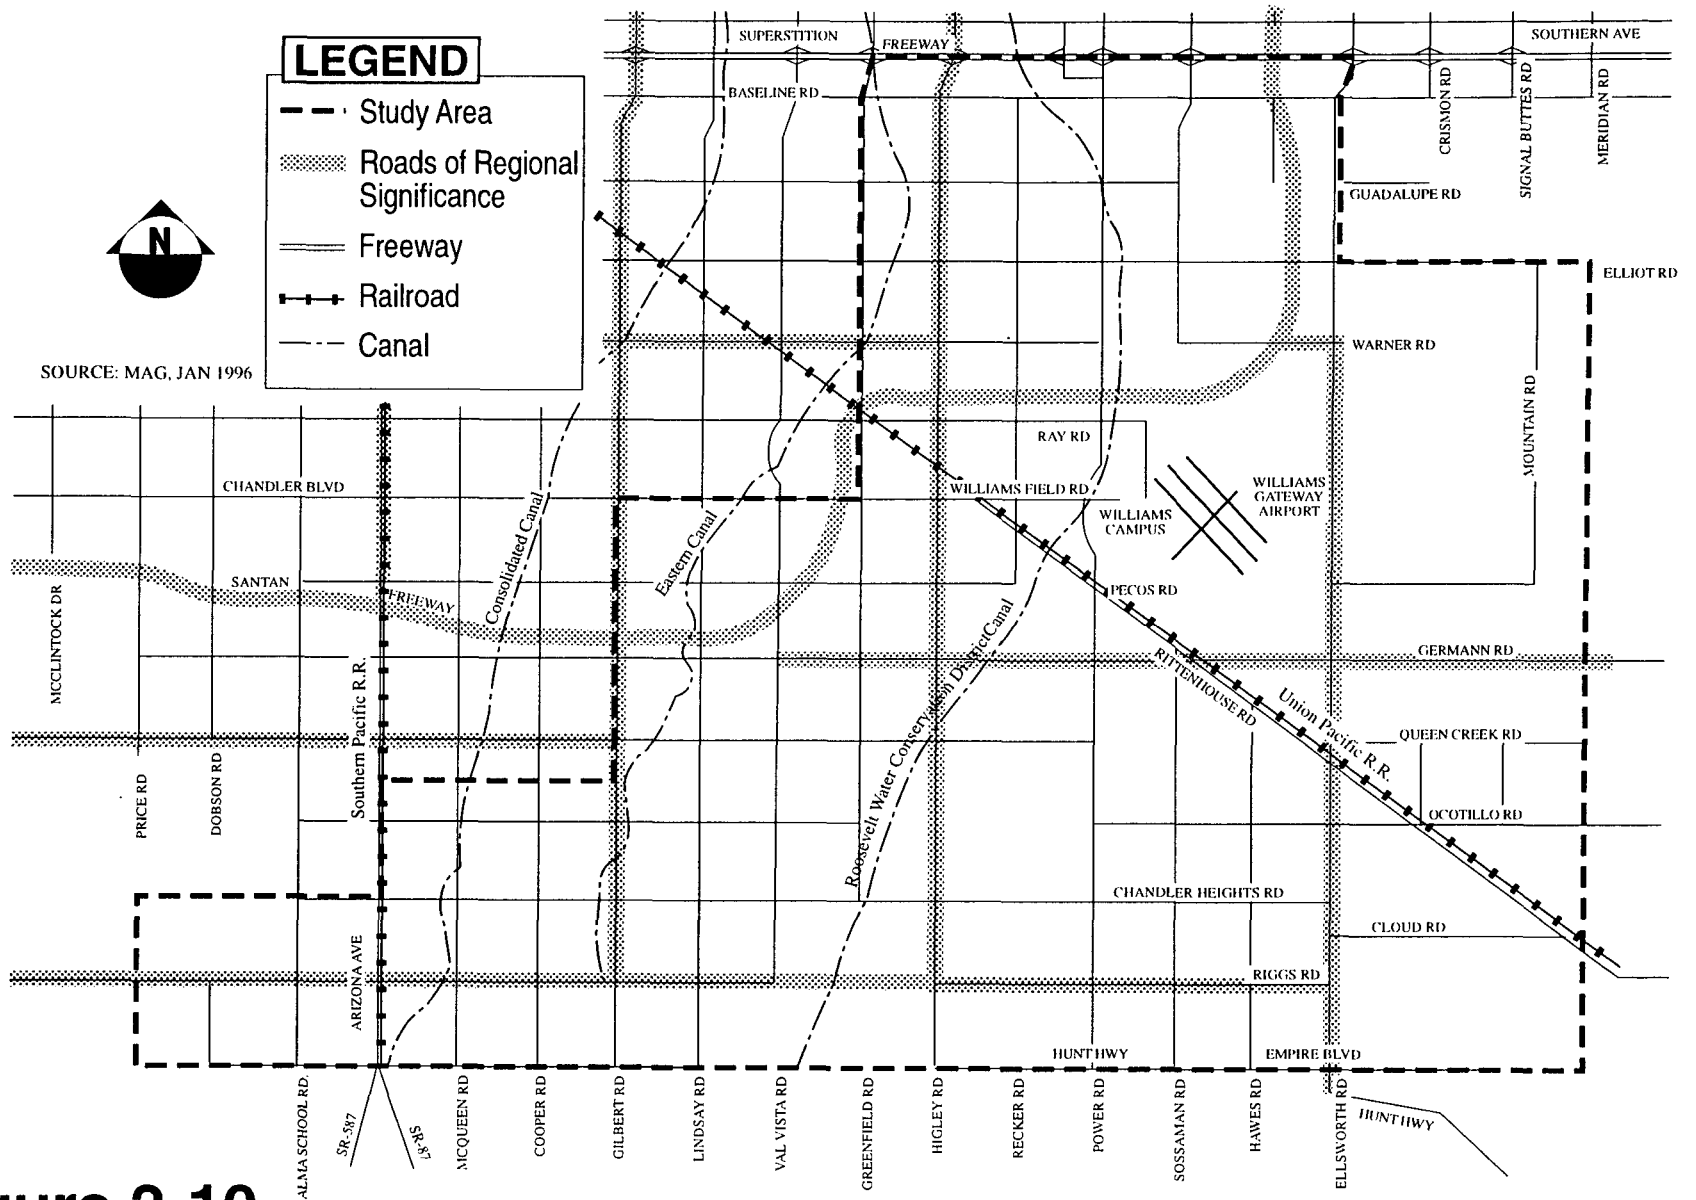 SUPERSTITION
FREEWAY
SOUTHERN AVE
LEGEND
Study Area
Roads of Regional
Significance
Freeway
Railroad
Canal
N
SOURCE: MAG, JAN 1996
BASELINE RD
CRISMON RD
SIGNAL BUTTES RD
MERIDIAN RD
GUADALUPE RD
ELLIOT RD
WARNER RD
MOUNTAIN RD
RAY RD
CHANDLER BLVD
WILLIAMS FIELD RD
WILLIAMS
GATEWAY
AIRPORT
WILLIAMS
CAMPUS
Consolidated Canal
Eastern Canal
SANTAN
FREEWAY
PECOS RD
MCCLINTOCK DR
GERMANN RD
RITTENHOUSE RD
Union Pacific R.R.
Southern Pacific R.R.
Roosevelt Water Conservation District Canal
QUEEN CREEK RD
PRICE RD
DOBSON RD
OCOTILLO RD
CHANDLER HEIGHTS RD
CLOUD RD
ARIZONA AVE
RIGGS RD
HUNT HWY
EMPIRE BLVD
ALMA SCHOOL RD.
SR-587
SR-87
MCQUEEN RD
COOPER RD
GILBERT RD
LINDSAY RD
VAL VISTA RD
GREENFIELD RD
HIGLEY RD
RECKER RD
POWER RD
SOSSAMAN RD
HAWES RD
ELLSWORTH RD
HUNT HWY